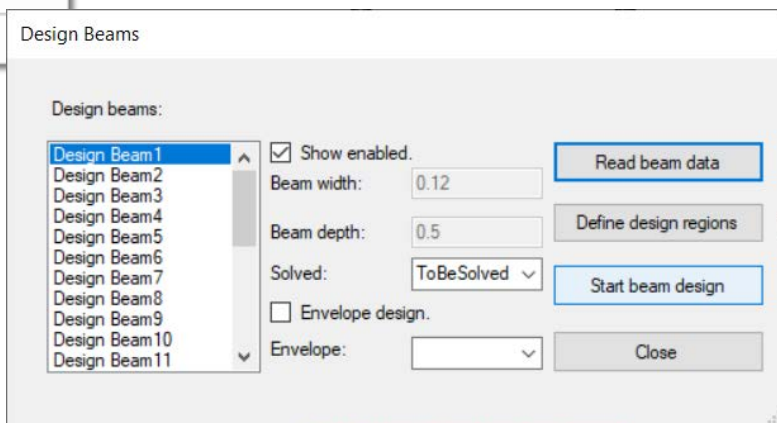 Design Beams
Design beams:
Design Beam1
Design Beam2
Design Beam3
Design Beam4
Design Beam5
Design Beam6
Design Beam7
Design Beam8
Design Beam9
Design Beam10
Design Beam11
Show enabled.
Beam width: 0.12
Beam depth: 0.5
Solved: ToBeSolved
Envelope design.
Envelope:
Read beam data
Define design regions
Start beam design
Close